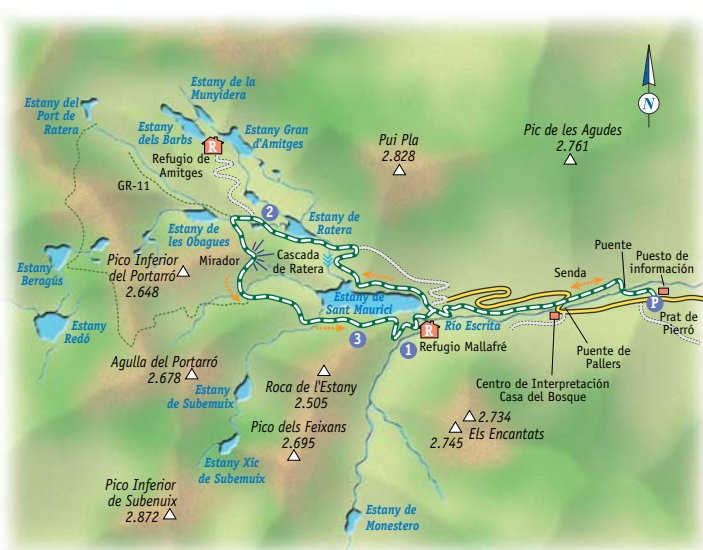 Estany de la
Munyidera
Estany del
Port de
Ratera
Estany
dels Barbs
Estany Gran
d'Amitges
R
Refugio de
Amitges
GR-11
Pui Pla
2.828
Pic de les Agudes
2.761
N
2
Estany de
les Obagues
Estany de
Ratera
Mirador
Cascada
de Ratera
Estany
Beragús
Pico Inferior
del Portarró
2.648
Estany de
Sant Maurici
Senda
Puente
Puesto de
información
P
Prat de
Pierró
Estany
Redó
3
1
R
Río Escrita
Refugio Mallafré
Puente de
Pallers
Centro de Interpretación
Casa del Bosque
Agulla del Portarró
2.678
Estany
de Subemuix
Roca de l'Estany
2.505
Pico dels Feixans
2.695
2.734
2.745
Els Encantats
Estany Xic
de Subemuix
Pico Inferior
de Subenuix
2.872
Estany de
Monestero